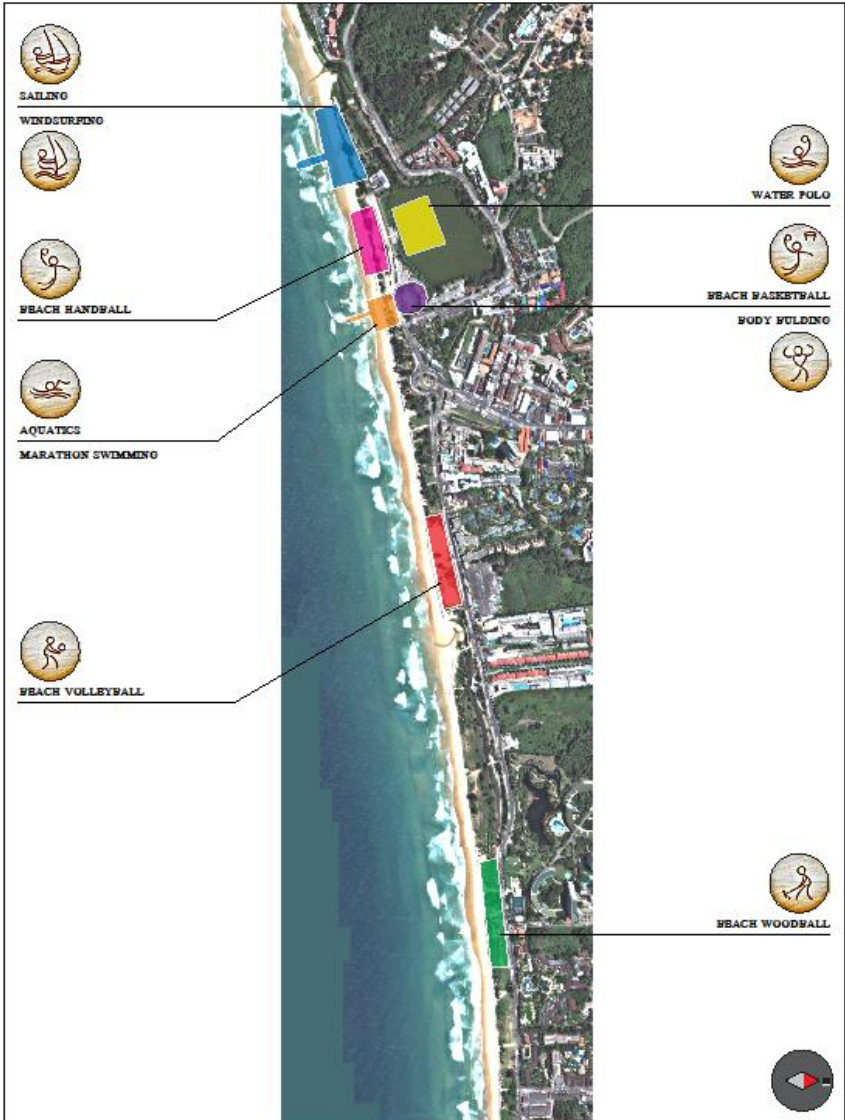 SAILING
WINDSURFING
BEACH HANDBALL
AQUATICS
MARATHON SWIMMING
BEACH VOLLEYBALL
WATER POLO
BEACH BASKETBALL
BODY BULDING
BEACH WOODBALL